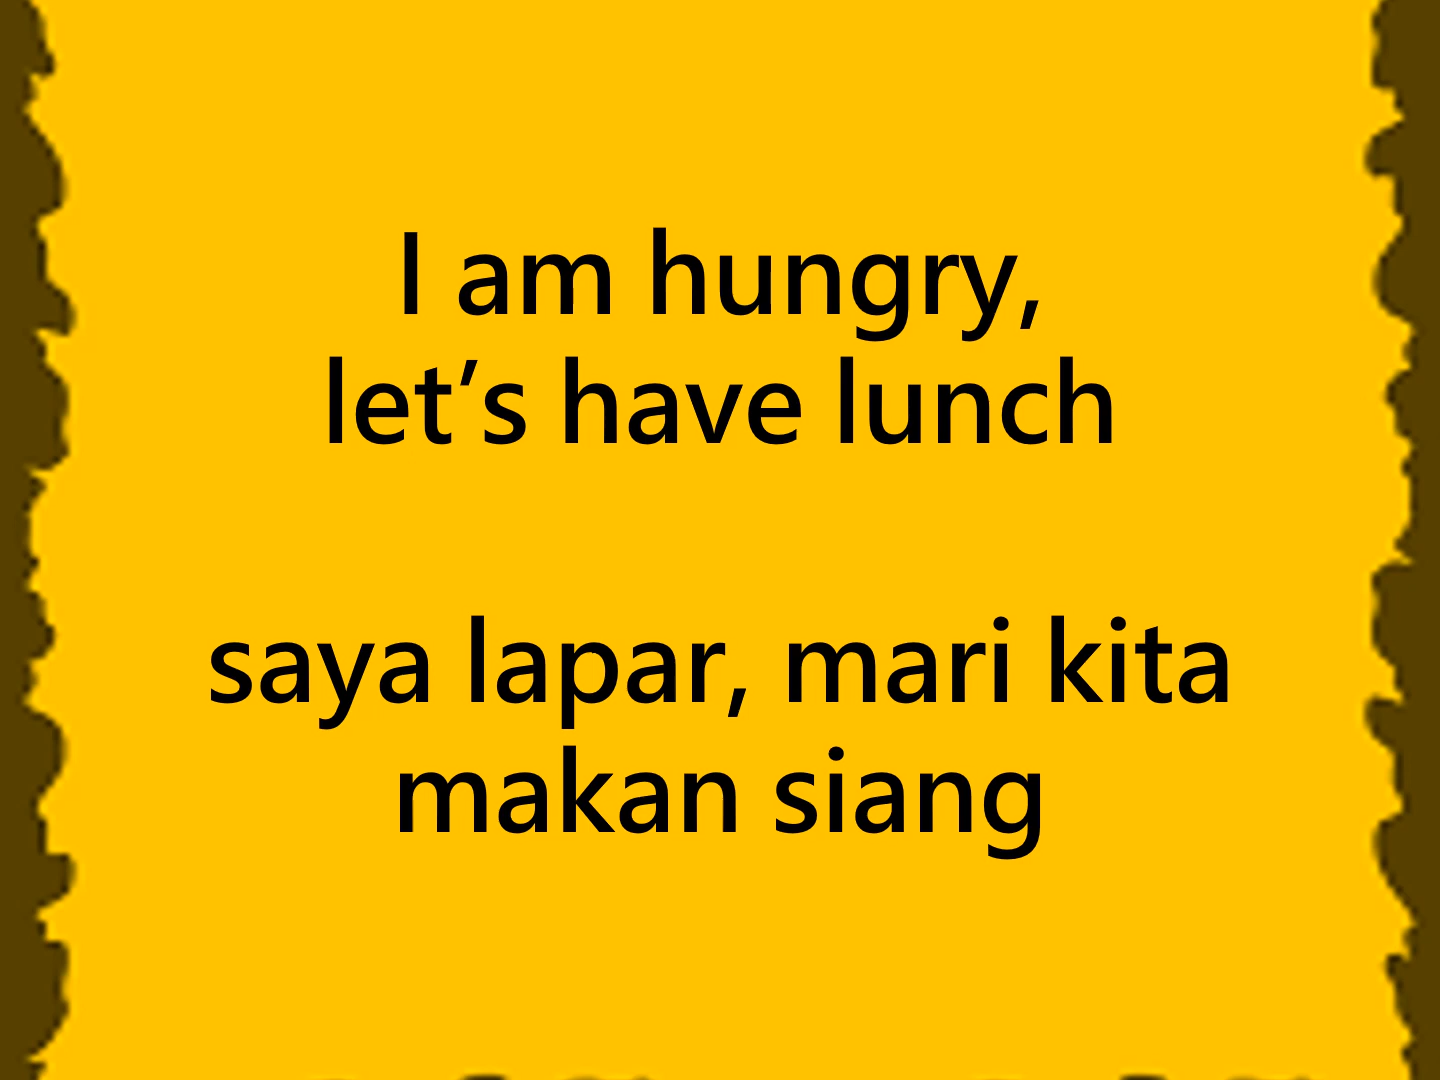 I am hungry,
let’s have lunch
saya lapar, mari kita
makan siang